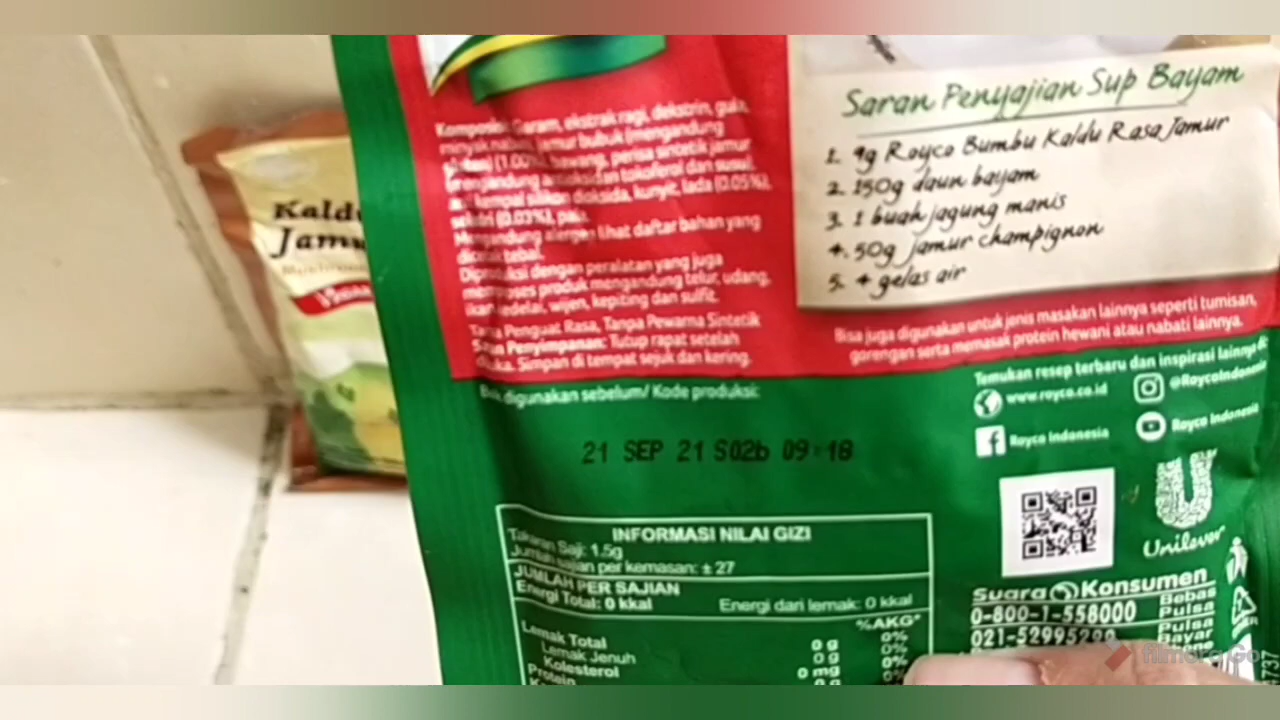 Kaldu
Jamu
Komposisi: Garam, ekstrak ragi, dekstrin, gula,
minyak nabati, jamur bubuk (mengandung
(1.00%), bawang, perisa sintetik jamur
(mengandung antioksidan tokoferol dan susu),
kempal silikon dioksida, kunyit, lada (0.05%),
seledri (0.03%), pala.
Mengandung alergen lihat daftar bahan yang
dicetak tebal.
Diproduksi dengan peralatan yang juga
memproses produk mengandung telur, udang,
ikan, kedelai, wijen, kepiting dan sulfit.
Tanpa Penguat Rasa, Tanpa Pewarna Sintetik
Saran Penyimpanan: Tutup rapat setelah
dibuka. Simpan di tempat sejuk dan kering.
Saran Penyajian Sup Bayam
1. 9g Royco Bumbu Kaldu Rasa Jamur
2. 150g daun bayam
3. 1 buah jagung manis
4. 50g jamur champignon
5. 4 gelas air
Bisa juga digunakan untuk jenis masakan lainnya seperti tumisan,
gorengan serta memasak protein hewani atau nabati lainnya.
Temukan resep terbaru dan inspirasi lainnya di
www.royco.co.id
@RoycoIndonesia
Royco Indonesia
Royco Indonesia
Baik digunakan sebelum/ Kode produksi:
21 SEP 21 S02b 09:18
INFORMASI NILAI GIZI
Takaran Saji: 1.5g
Jumlah sajian per kemasan: ± 27
JUMLAH PER SAJIAN
Energi Total: 0 kkal Energi dari lemak: 0 kkal
%AKG*
Lemak Total 0 g 0%
Lemak Jenuh 0 g 0%
Kolesterol 0 mg 0%
Protein
Unilever
Suara Konsumen
0-800-1-558000 Bebas Pulsa
021-52995299 Pulsa Bayar
filmora Go